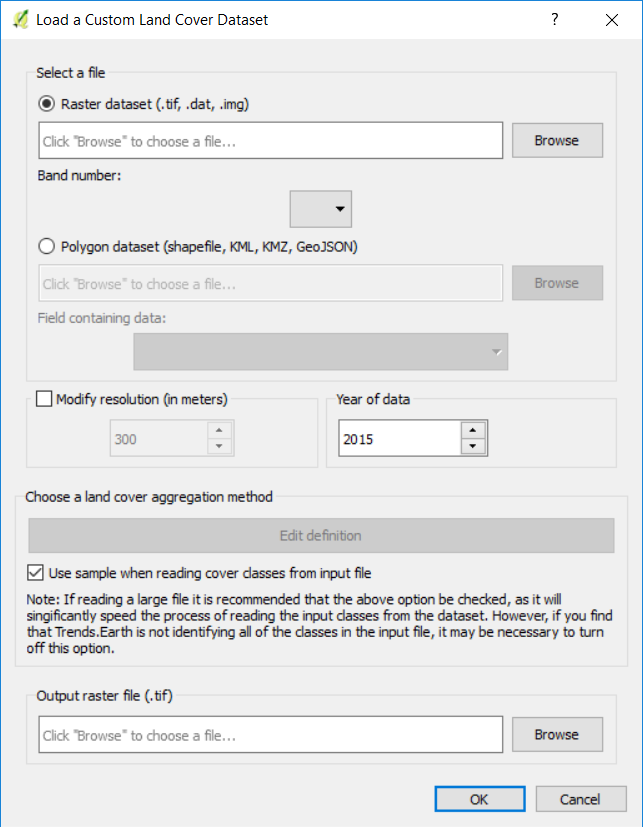 Load a Custom Land Cover Dataset ?
Select a file
Raster dataset (.tif, .dat, .img)
Click "Browse" to choose a file... Browse
Band number:
Polygon dataset (shapefile, KML, KMZ, GeoJSON)
Click "Browse" to choose a file... Browse
Field containing data:
Modify resolution (in meters)
300
Year of data
2015
Choose a land cover aggregation method
Edit definition
Use sample when reading cover classes from input file
Note: If reading a large file it is recommended that the above option be checked, as it will
singificantly speed the process of reading the input classes from the dataset. However, if you find
that Trends.Earth is not identifying all of the classes in the input file, it may be necessary to turn
off this option.
Output raster file (.tif)
Click "Browse" to choose a file... Browse
OK Cancel